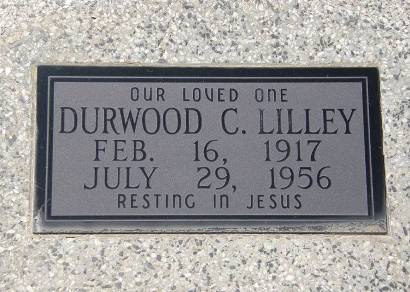 OUR LOVED ONE
DURWOOD C. LILLEY
FEB. 16, 1917
JULY 29, 1956
RESTING IN JESUS